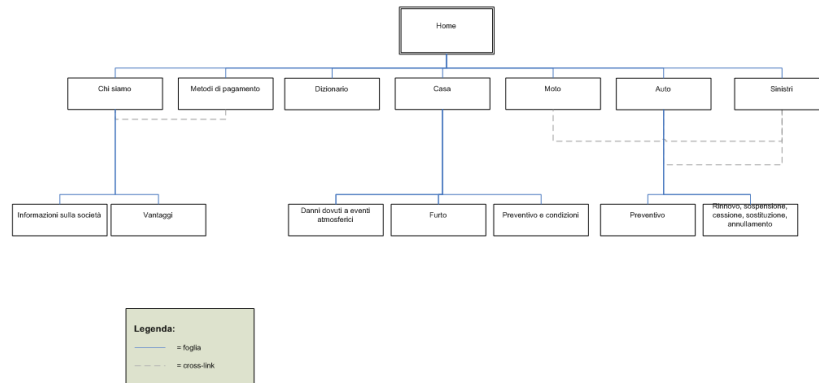 Home
Chi siamo
Metodi di pagamento
Dizionario
Casa
Moto
Auto
Sinistri
Informazioni sulla società
Vantaggi
Danni dovuti a eventi
atmosferici
Furto
Preventivo e condizioni
Preventivo
Rinnovo, sospensione,
cessione, sostituzione,
annullamento
Legenda:
= foglia
= cross-link